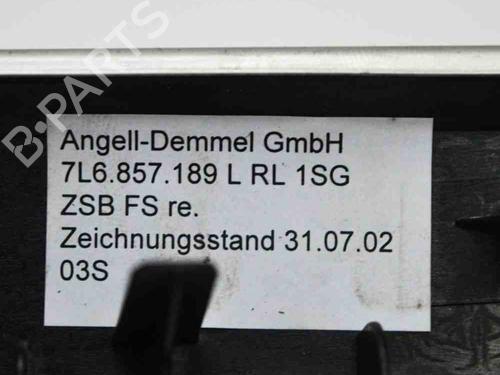 B-PARTS
Angell-Demmel GmbH
7L6.857.189 L RL 1SG
ZSB FS re.
Zeichnungsstand 31.07.02
03S